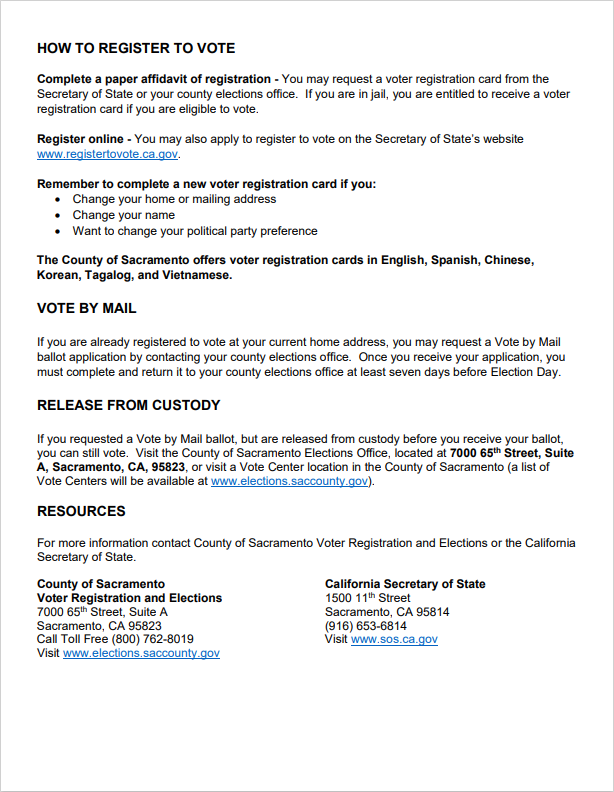 HOW TO REGISTER TO VOTE
Complete a paper affidavit of registration - You may request a voter registration card from the
Secretary of State or your county elections office.  If you are in jail, you are entitled to receive a voter
registration card if you are eligible to vote.
Register online - You may also apply to register to vote on the Secretary of State's website
www.registertovote.ca.gov.
Remember to complete a new voter registration card if you:
• Change your home or mailing address
• Change your name
• Want to change your political party preference
The County of Sacramento offers voter registration cards in English, Spanish, Chinese,
Korean, Tagalog, and Vietnamese.
VOTE BY MAIL
If you are already registered to vote at your current home address, you may request a Vote by Mail
ballot application by contacting your county elections office.  Once you receive your application, you
must complete and return it to your county elections office at least seven days before Election Day.
RELEASE FROM CUSTODY
If you requested a Vote by Mail ballot, but are released from custody before you receive your ballot,
you can still vote.  Visit the County of Sacramento Elections Office, located at 7000 65th Street, Suite
A, Sacramento, CA, 95823, or visit a Vote Center location in the County of Sacramento (a list of
Vote Centers will be available at www.elections.saccounty.gov).
RESOURCES
For more information contact County of Sacramento Voter Registration and Elections or the California
Secretary of State.
County of Sacramento
Voter Registration and Elections
7000 65th Street, Suite A
Sacramento, CA 95823
Call Toll Free (800) 762-8019
Visit www.elections.saccounty.gov
California Secretary of State
1500 11th Street
Sacramento, CA 95814
(916) 653-6814
Visit www.sos.ca.gov